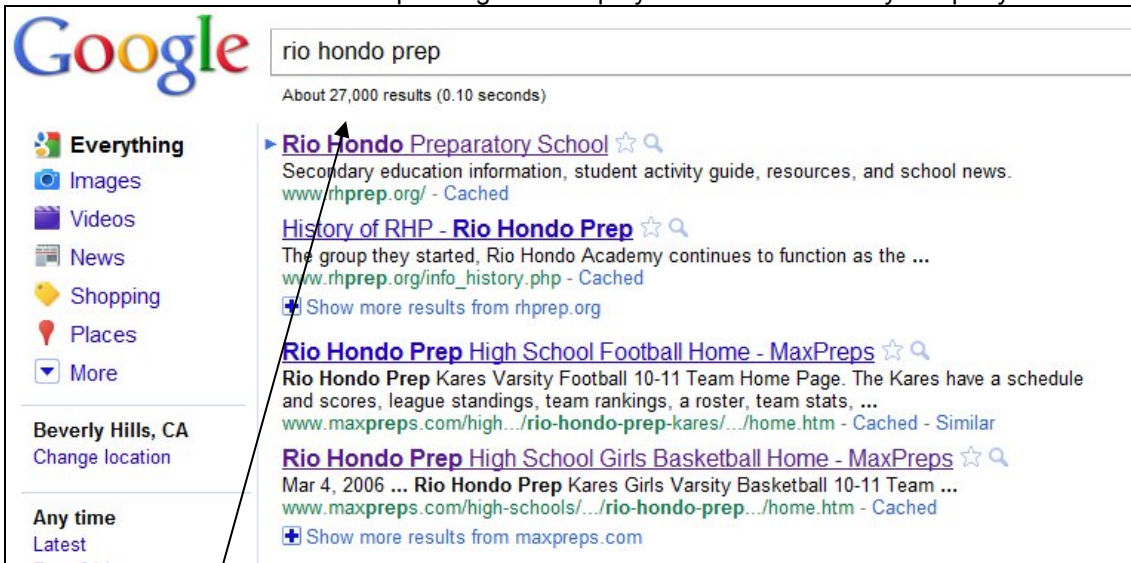 Google
rio hondo prep
About 27,000 results (0.10 seconds)
Everything
Images
Videos
News
Shopping
Places
More
Beverly Hills, CA
Change location
Any time
Latest
Rio Hondo Preparatory School
Secondary education information, student activity guide, resources, and school news.
www.rhprep.org/ - Cached
History of RHP - Rio Hondo Prep
The group they started, Rio Hondo Academy continues to function as the ...
www.rhprep.org/info_history.php - Cached
Show more results from rhprep.org
Rio Hondo Prep High School Football Home - MaxPreps
Rio Hondo Prep Kares Varsity Football 10-11 Team Home Page. The Kares have a schedule
and scores, league standings, team rankings, a roster, team stats, ...
www.maxpreps.com/high.../rio-hondo-prep-kares/.../home.htm - Cached - Similar
Rio Hondo Prep High School Girls Basketball Home - MaxPreps
Mar 4, 2006 ... Rio Hondo Prep Kares Girls Varsity Basketball 10-11 Team ...
www.maxpreps.com/high-schools/.../rio-hondo-prep.../home.htm - Cached
Show more results from maxpreps.com